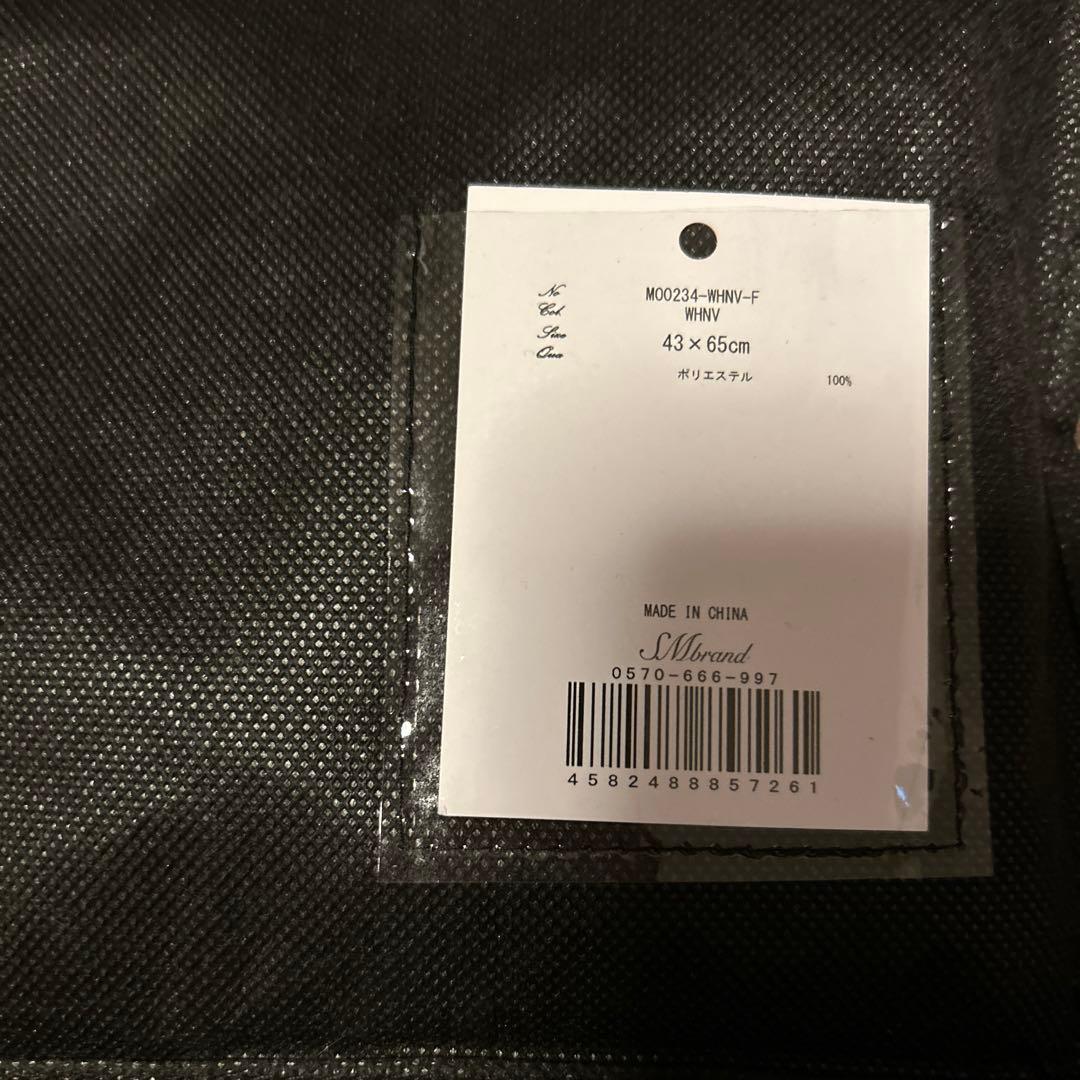 No M00234-WHNV-F
Col. WHNV
Size 43×65cm
Qua ポリエステル 100%
MADE IN CHINA
SMbrand
0570-666-997
4582488857261